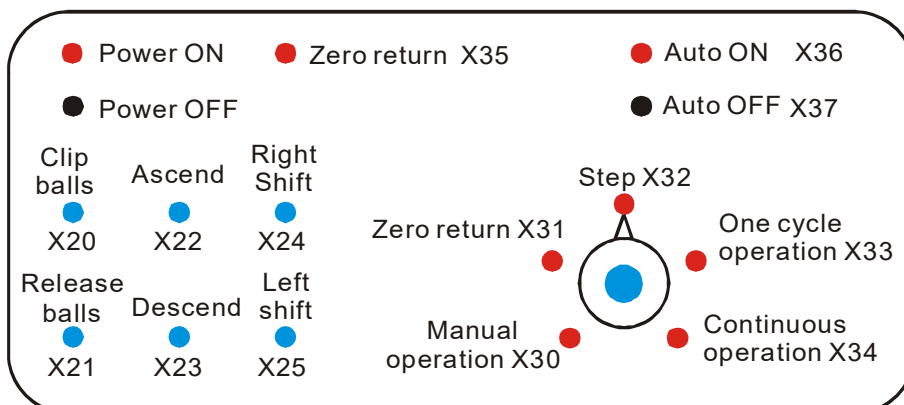 Power ON
Zero return X35
Auto ON X36
Power OFF
Auto OFF X37
Clip
balls
X20
Ascend
X22
Right
Shift
X24
Release
balls
X21
Descend
X23
Left
shift
X25
Step X32
Zero return X31
One cycle
operation X33
Manual
operation X30
Continuous
operation X34